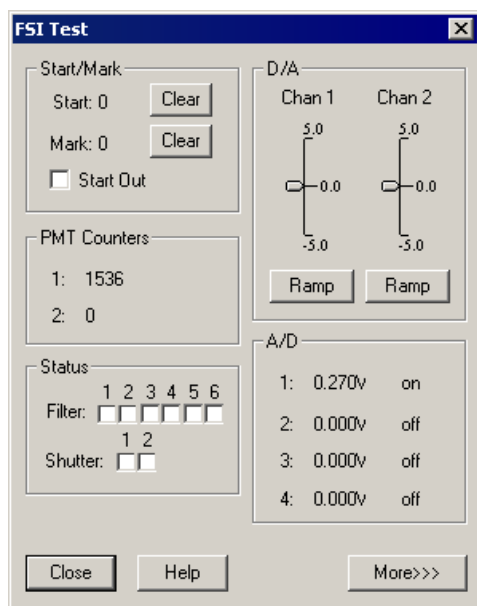 FSI Test
Start/Mark
Start: 0 Clear
Mark: 0 Clear
Start Out
PMT Counters
1: 1536
2: 0
Status
1 2 3 4 5 6
Filter:
1 2
Shutter:
D/A
Chan 1 Chan 2
5.0 5.0
0.0 0.0
-5.0 -5.0
Ramp Ramp
A/D
1: 0.270v on
2: 0.000v off
3: 0.000v off
4: 0.000v off
Close Help More>>>